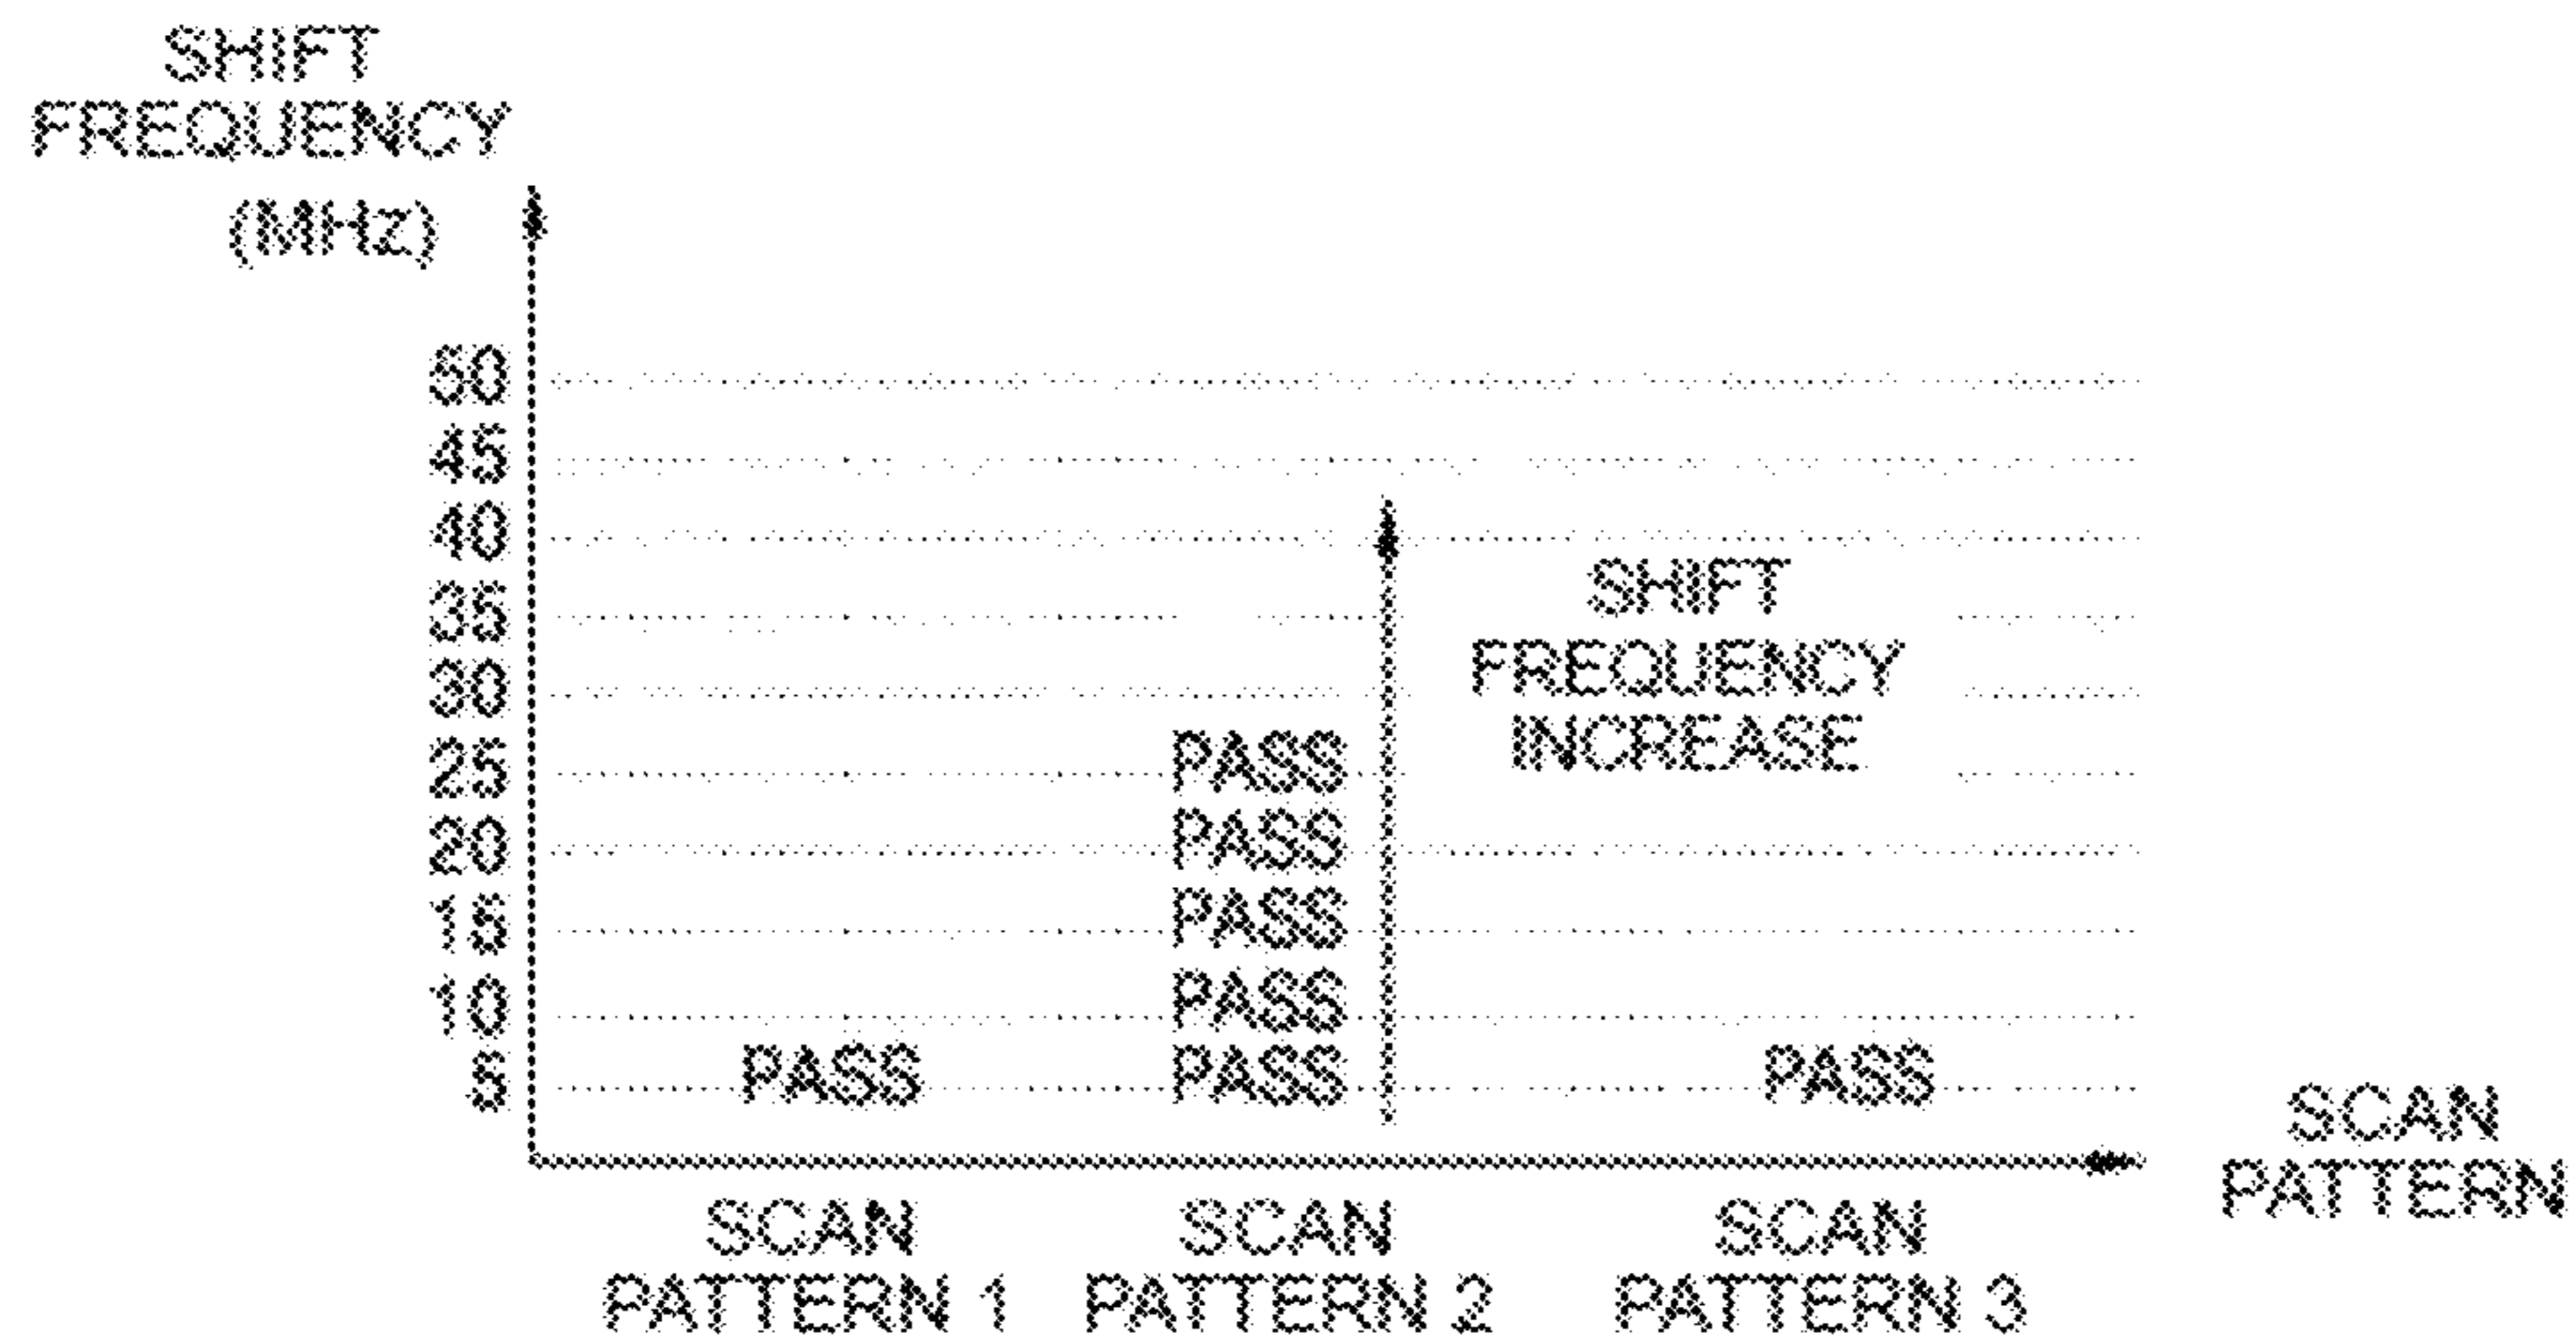 SHIFT
FREQUENCY
(MHz)
50
45
40
35
30
25
20
15
10
5
SHIFT
FREQUENCY
INCREASE
PASS
PASS
PASS
PASS
PASS PASS PASS
SCAN
PATTERN
SCAN SCAN SCAN
PATTERN 1 PATTERN 2 PATTERN 3